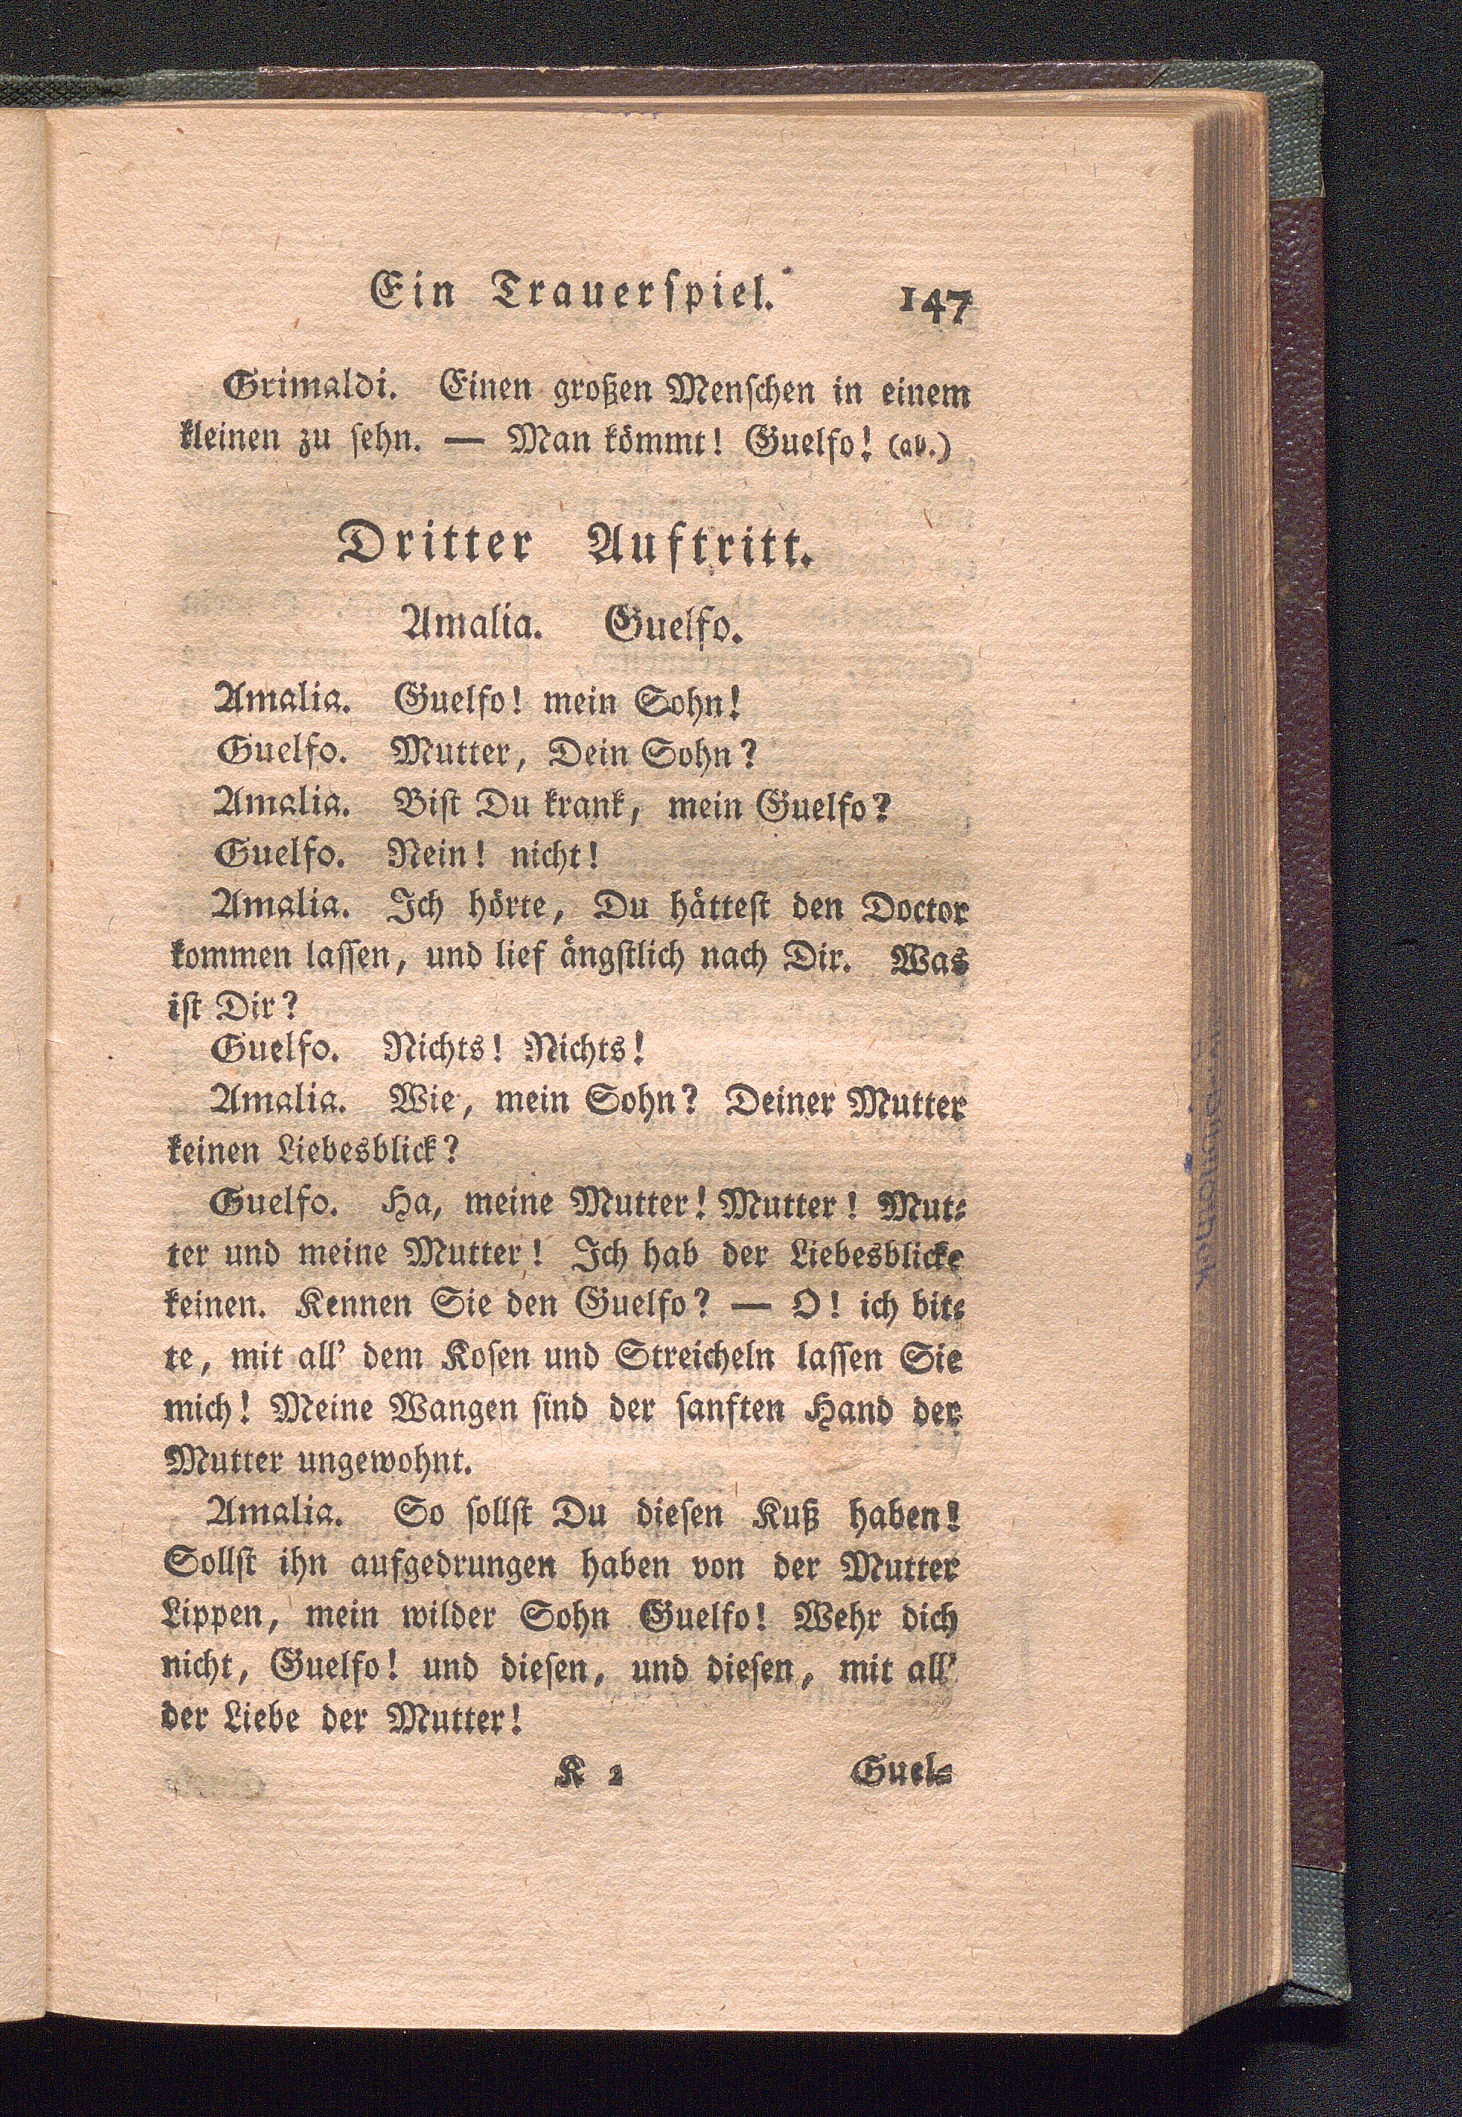 Ein Trauerſpiel. 147
Grimaldi. Einen großen Menſchen in einem
kleinen zu ſehn. — Man kömmt! Guelfo! (ab.)
Dritter Auftritt.
Amalia. Guelfo.
Amalia. Guelfo! mein Sohn!
Guelfo. Mutter, Dein Sohn?
Amalia. Biſt Du krank, mein Guelfo?
Guelfo. Nein! nicht!
Amalia. Ich hörte, Du hätteſt den Doctor
kommen laſſen, und lief ängſtlich nach Dir. Was
iſt Dir?
Guelfo. Nichts! Nichts!
Amalia. Wie, mein Sohn? Deiner Mutter
keinen Liebesblick?
Guelfo. Ha, meine Mutter! Mutter! Mut⸗
ter und meine Mutter! Ich hab der Liebesblicke
keinen. Kennen Sie den Guelfo? — O! ich bit⸗
te, mit all' dem Koſen und Streicheln laſſen Sie
mich! Meine Wangen ſind der ſanften Hand der
Mutter ungewohnt.
Amalia. So ſollſt Du dieſen Kuß haben!
Sollſt ihn aufgedrungen haben von der Mutter
Lippen, mein wilder Sohn Guelfo! Wehr dich
nicht, Guelfo! und dieſen, und dieſen, mit all'
der Liebe der Mutter!
K 2 Guel⸗